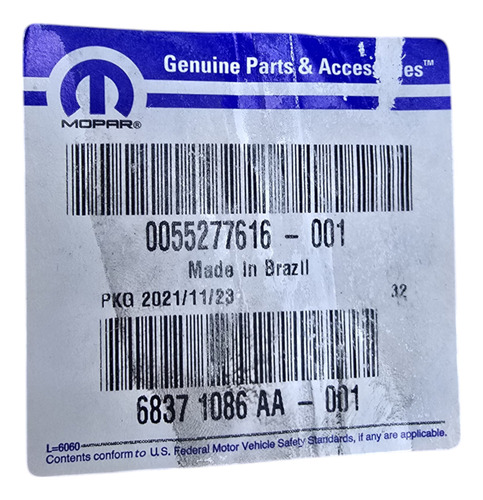 Genuine Parts & Accessories™
MOPAR®
0055277616 - 001
Made In Brazil
PKG 2021/11/23 32
6837 1086 AA - 001
L=6060
Contents conform to U.S. Federal Motor Vehicle Safety Standards, if any are applicable.